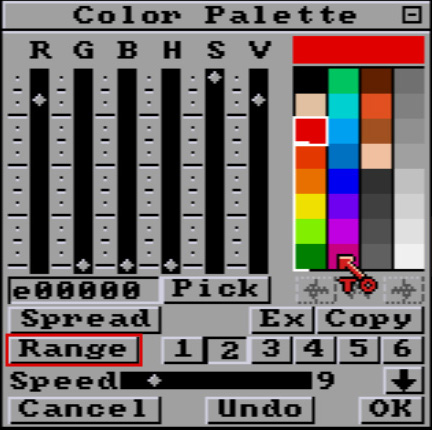 Color Palette
R G B H S V
e00000 Pick
TO
Spread Ex Copy
Range 1 2 3 4 5 6
Speed 9
Cancel Undo OK